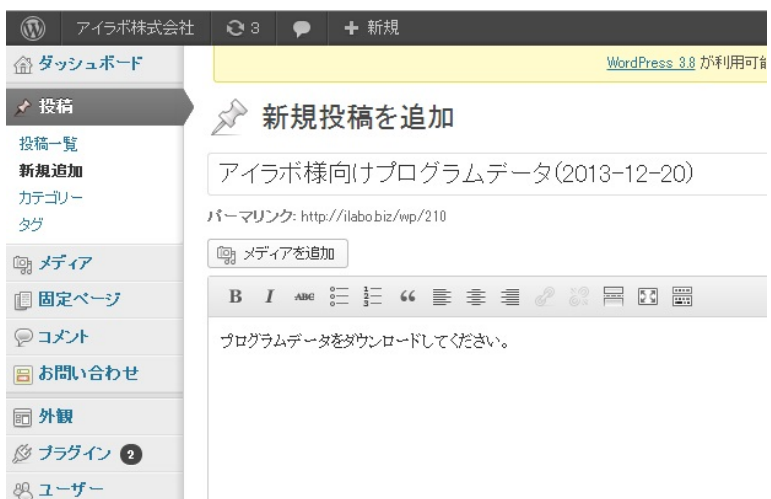 アイラボ株式会社 3 新規
ダッシュボード
WordPress 3.8 が利用可能
投稿
新規投稿を追加
投稿一覧
新規追加
カテゴリー
タグ
アイラボ様向けプログラムデータ(2013-12-20)
パーマリンク: http://ilabo.biz/wp/210
メディアを追加
メディア
固定ページ
コメント
お問い合わせ
外観
プラグイン 2
ユーザー
B I ABC
プログラムデータをダウンロードしてください。